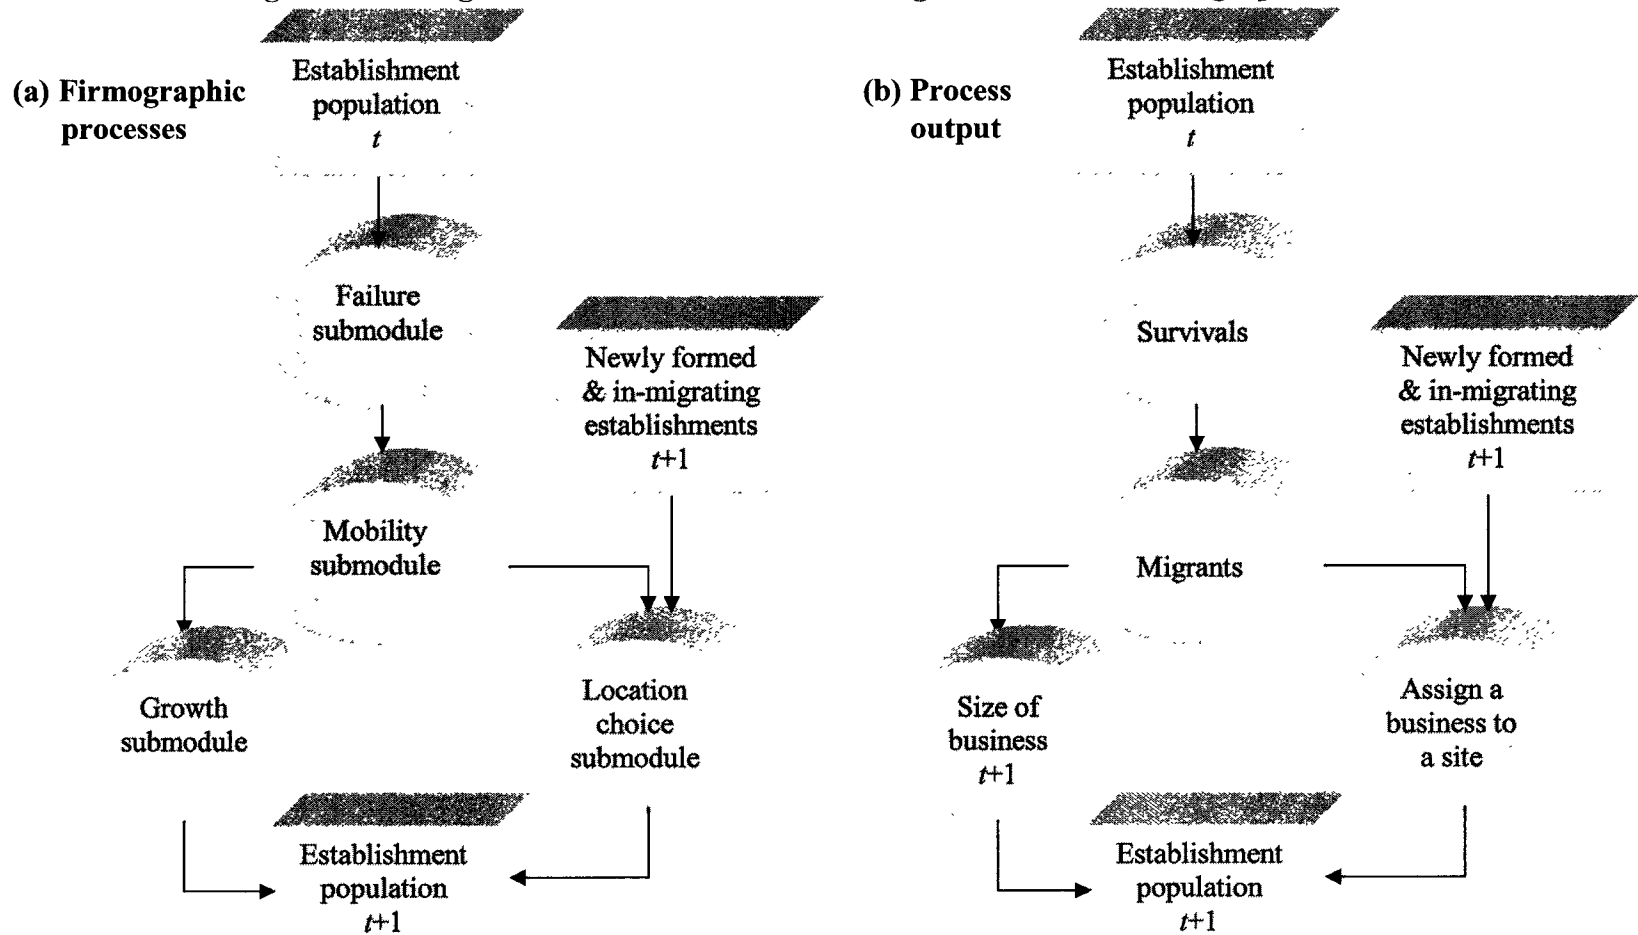 (a) Firmographic
processes
Establishment
population
t
Failure
submodule
Newly formed
& in-migrating
establishments
t+1
Mobility
submodule
Growth
submodule
Location
choice
submodule
Establishment
population
t+1
(b) Process
output
Establishment
population
t
Survivals
Newly formed
& in-migrating
establishments
t+1
Migrants
Size of
business
t+1
Assign a
business to
a site
Establishment
population
t+1